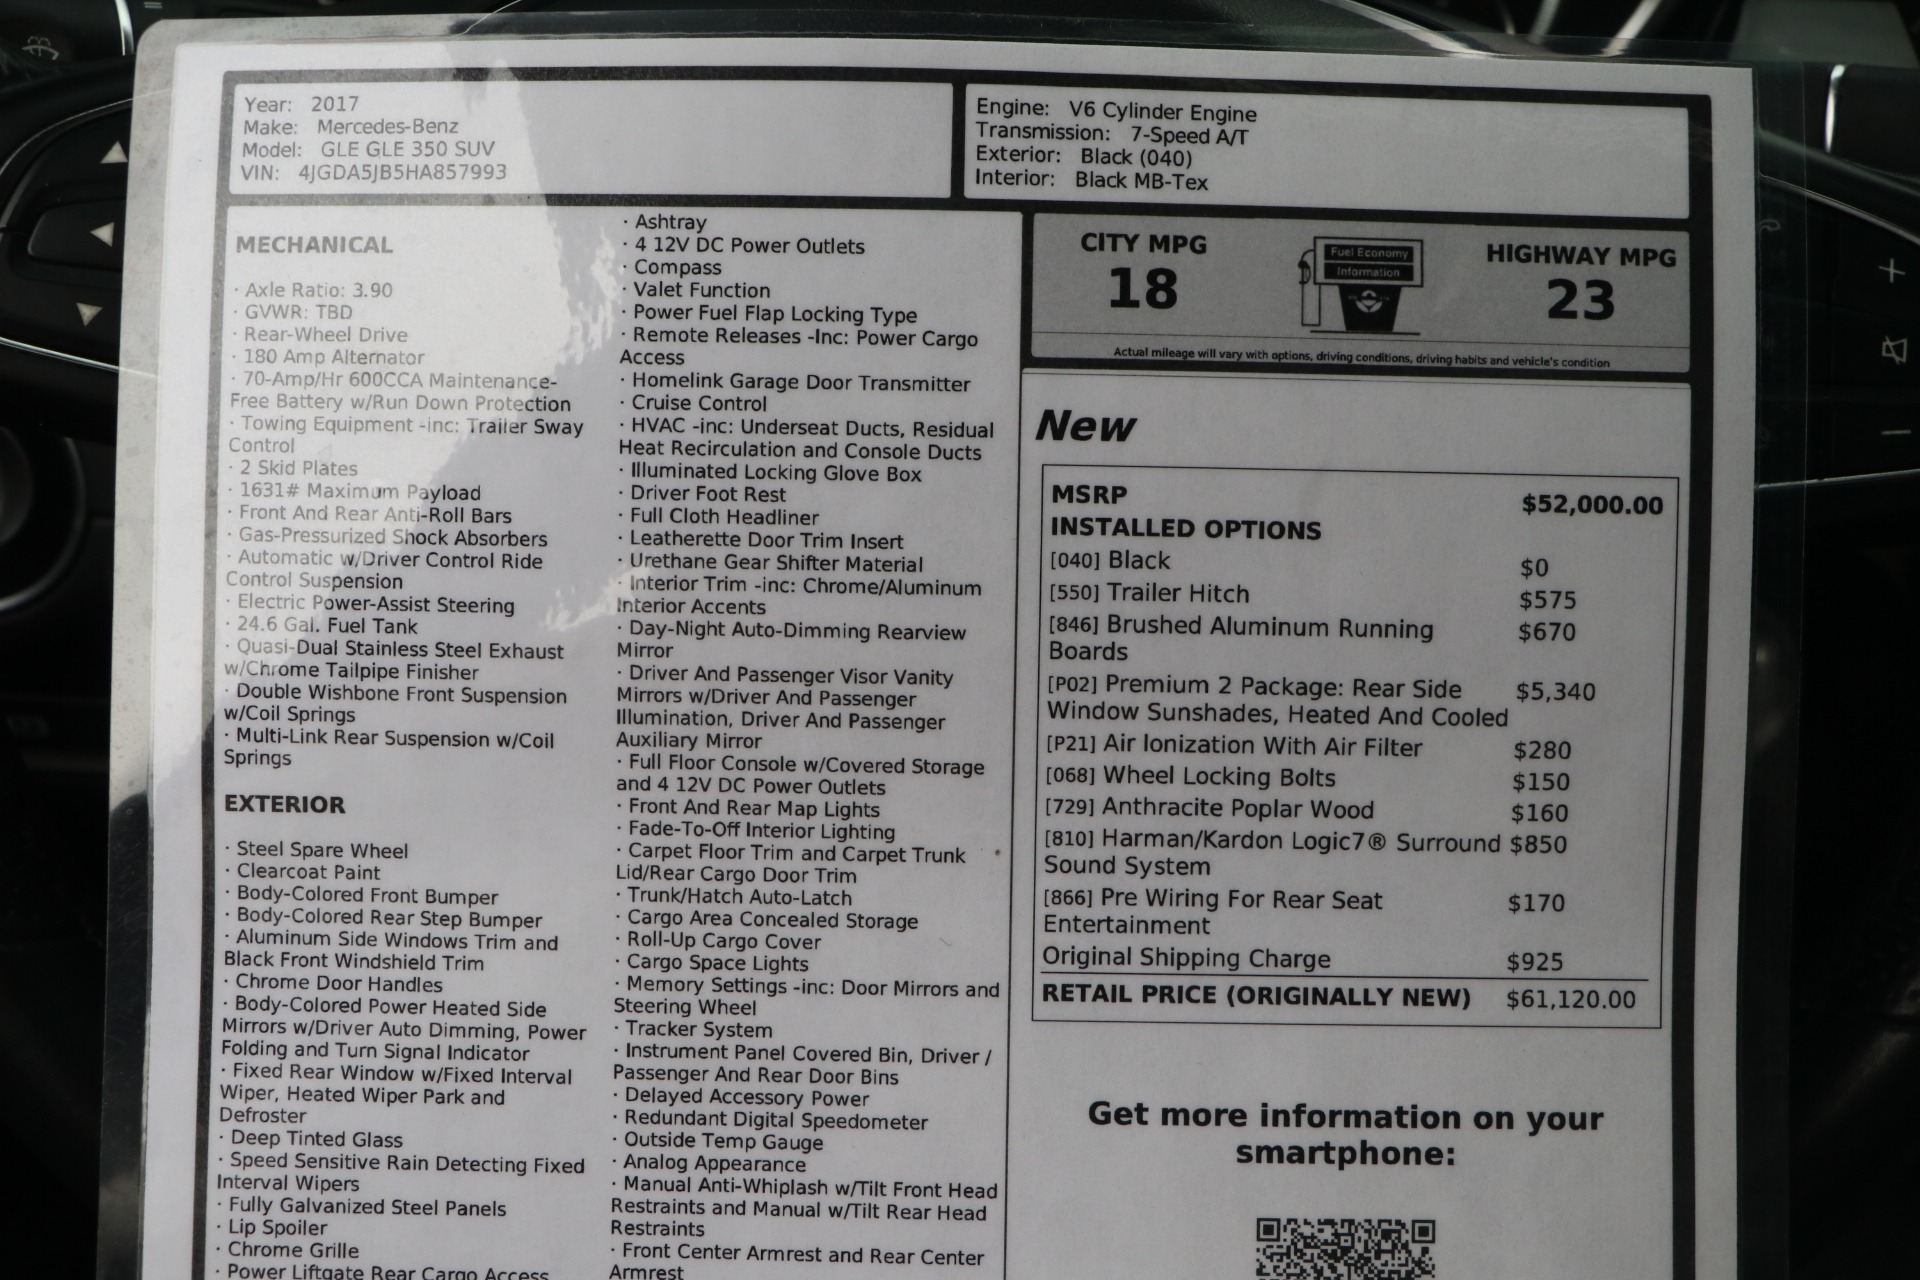 Year: 2017
Make: Mercedes-Benz
Model: GLE GLE 350 SUV
VIN: 4JGDA5JB5HA857993
Engine: V6 Cylinder Engine
Transmission: 7-Speed A/T
Exterior: Black (040)
Interior: Black MB-Tex
MECHANICAL
· Axle Ratio: 3.90
· GVWR: TBD
· Rear-Wheel Drive
· 180 Amp Alternator
· 70-Amp/Hr 600CCA Maintenance-
Free Battery w/Run Down Protection
· Towing Equipment -inc: Trailer Sway
Control
· 2 Skid Plates
· 1631# Maximum Payload
· Front And Rear Anti-Roll Bars
· Gas-Pressurized Shock Absorbers
· Automatic w/Driver Control Ride
Control Suspension
· Electric Power-Assist Steering
· 24.6 Gal. Fuel Tank
· Quasi-Dual Stainless Steel Exhaust
w/Chrome Tailpipe Finisher
· Double Wishbone Front Suspension
w/Coil Springs
· Multi-Link Rear Suspension w/Coil
Springs
EXTERIOR
· Steel Spare Wheel
· Clearcoat Paint
· Body-Colored Front Bumper
· Body-Colored Rear Step Bumper
· Aluminum Side Windows Trim and
Black Front Windshield Trim
· Chrome Door Handles
· Body-Colored Power Heated Side
Mirrors w/Driver Auto Dimming, Power
Folding and Turn Signal Indicator
· Fixed Rear Window w/Fixed Interval
Wiper, Heated Wiper Park and
Defroster
· Deep Tinted Glass
· Speed Sensitive Rain Detecting Fixed
Interval Wipers
· Fully Galvanized Steel Panels
· Lip Spoiler
· Chrome Grille
· Power Liftgate Rear Cargo Access
· Ashtray
· 4 12V DC Power Outlets
· Compass
· Valet Function
· Power Fuel Flap Locking Type
· Remote Releases -Inc: Power Cargo
Access
· Homelink Garage Door Transmitter
· Cruise Control
· HVAC -inc: Underseat Ducts, Residual
Heat Recirculation and Console Ducts
· Illuminated Locking Glove Box
· Driver Foot Rest
· Full Cloth Headliner
· Leatherette Door Trim Insert
· Urethane Gear Shifter Material
· Interior Trim -inc: Chrome/Aluminum
Interior Accents
· Day-Night Auto-Dimming Rearview
Mirror
· Driver And Passenger Visor Vanity
Mirrors w/Driver And Passenger
Illumination, Driver And Passenger
Auxiliary Mirror
· Full Floor Console w/Covered Storage
and 4 12V DC Power Outlets
· Front And Rear Map Lights
· Fade-To-Off Interior Lighting
· Carpet Floor Trim and Carpet Trunk
Lid/Rear Cargo Door Trim
· Trunk/Hatch Auto-Latch
· Cargo Area Concealed Storage
· Roll-Up Cargo Cover
· Cargo Space Lights
· Memory Settings -inc: Door Mirrors and
Steering Wheel
· Tracker System
· Instrument Panel Covered Bin, Driver /
Passenger And Rear Door Bins
· Delayed Accessory Power
· Redundant Digital Speedometer
· Outside Temp Gauge
· Analog Appearance
· Manual Anti-Whiplash w/Tilt Front Head
Restraints and Manual w/Tilt Rear Head
Restraints
· Front Center Armrest and Rear Center
Armrest
CITY MPG
18
Fuel Economy
Information
HIGHWAY MPG
23
Actual mileage will vary with options, driving conditions, driving habits and vehicle's condition
New
MSRP $52,000.00
INSTALLED OPTIONS
[040] Black $0
[550] Trailer Hitch $575
[846] Brushed Aluminum Running $670
Boards
[P02] Premium 2 Package: Rear Side $5,340
Window Sunshades, Heated And Cooled
[P21] Air Ionization With Air Filter $280
[068] Wheel Locking Bolts $150
[729] Anthracite Poplar Wood $160
[810] Harman/Kardon Logic7® Surround $850
Sound System
[866] Pre Wiring For Rear Seat $170
Entertainment
Original Shipping Charge $925
RETAIL PRICE (ORIGINALLY NEW) $61,120.00
Get more information on your
smartphone: